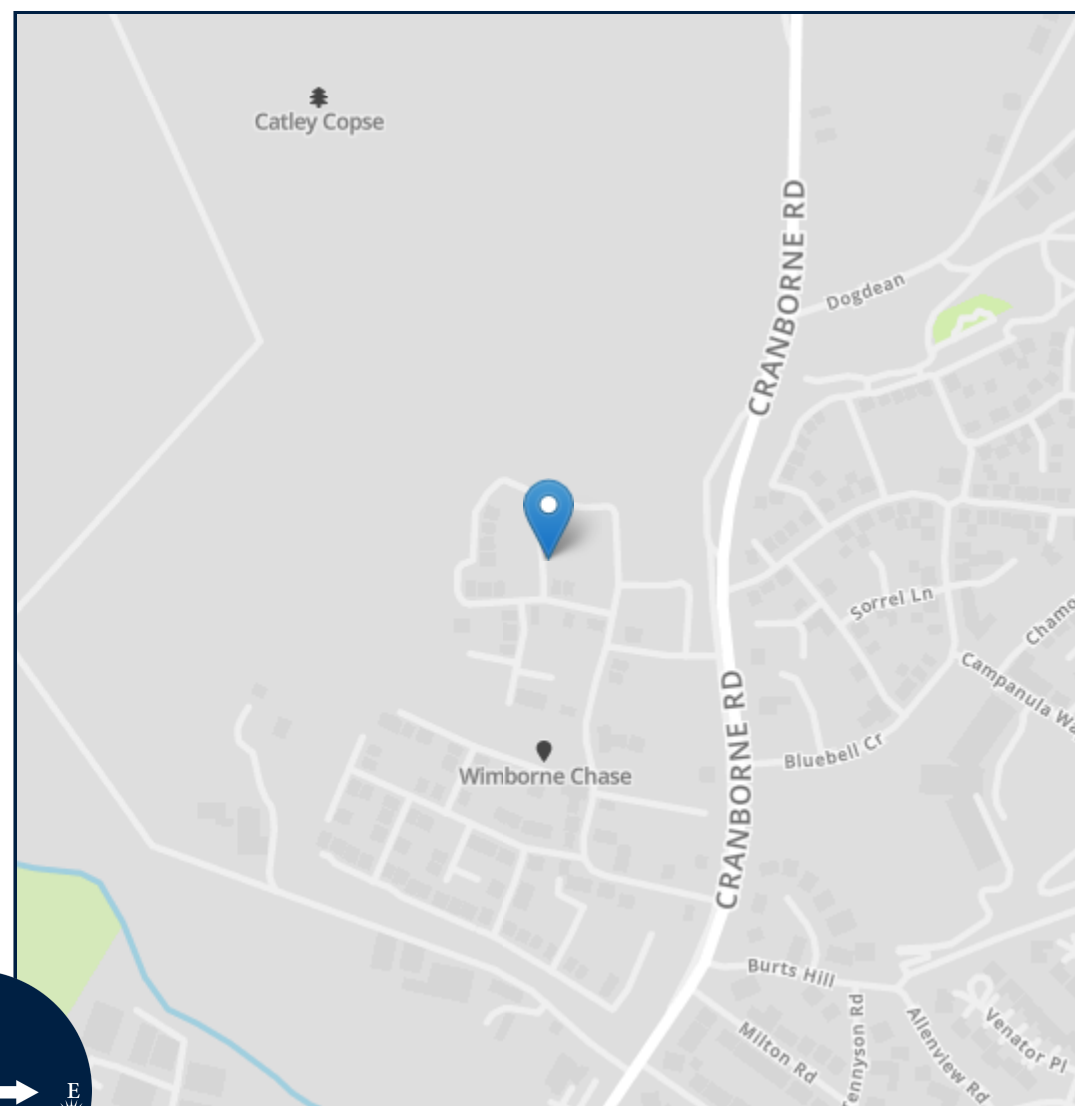 Catley Copse
CRANBORNE RD
Dogdean
Sorrel Ln
Campanula
CRANBORNE RD
Bluebell Cr
Wimborne Chase
Burts Hill
Milton Rd
Rd
Allenview Rd
Venator Pl
E